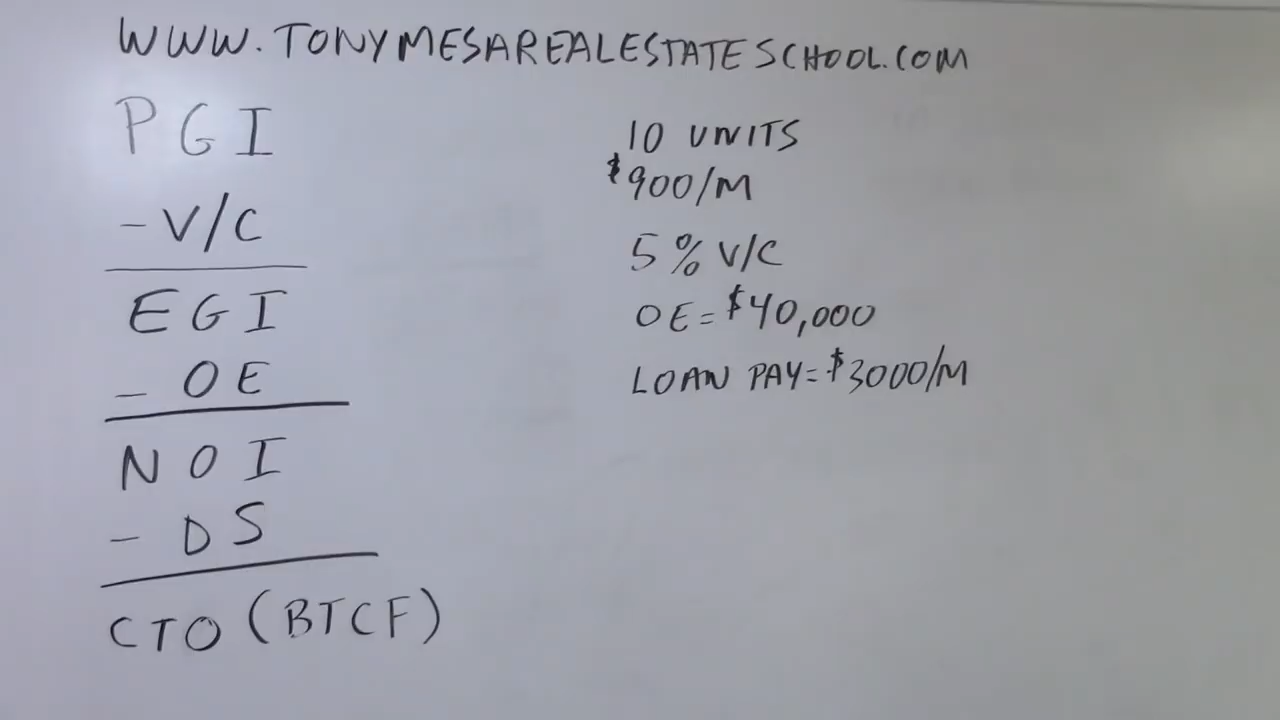 WWW.TONYMESAREALESTATESCHOOL.COM
PGI
- V/C
EGI
- OE
NOI
- DS
CTO (BTCF)
10 UNITS
$900/M
5% V/C
OE = $40,000
LOAN PAY = $3000/M